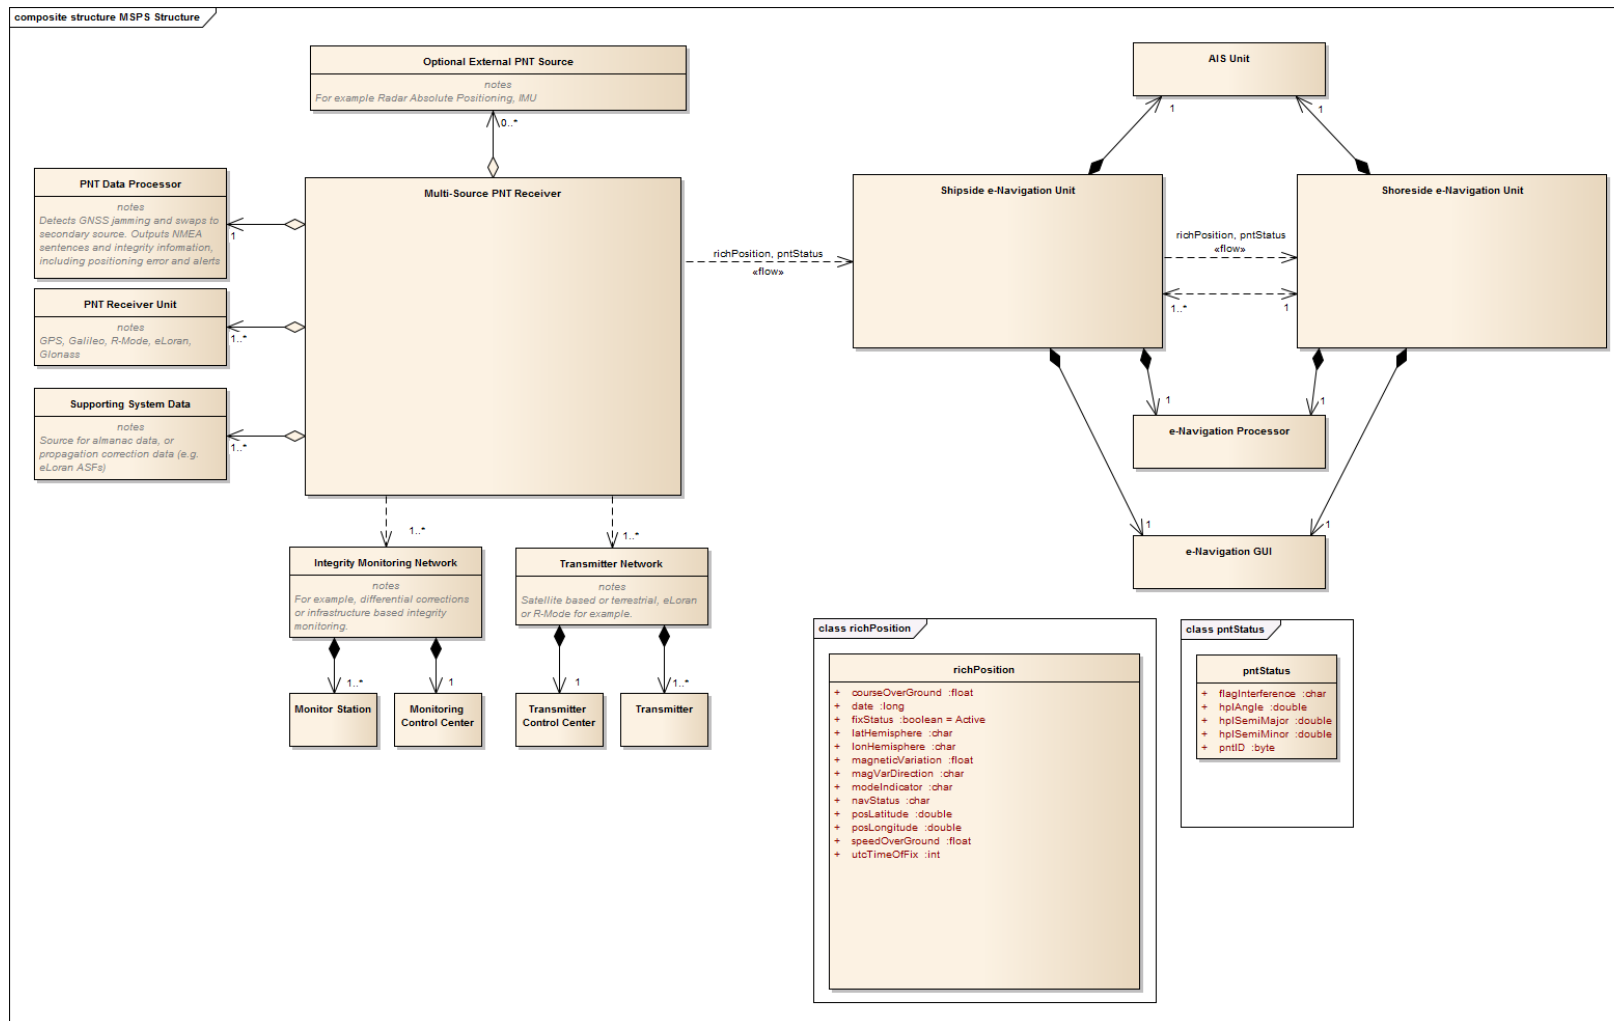 composite structure MSPS Structure
Optional External PNT Source
notes
For example Radar Absolute Positioning, IMU
0..*
AIS Unit
1
1
PNT Data Processor
notes
Detects GNSS jamming and swaps to
secondary source. Outputs NMEA
sentences and integrity information,
including positioning error and alerts
1
Multi-Source PNT Receiver
Shipside e-Navigation Unit
Shoreside e-Navigation Unit
richPosition, pntStatus
«flow»
richPosition, pntStatus
«flow»
1..*
1
PNT Receiver Unit
notes
GPS, Galileo, R-Mode, eLoran,
Glonass
1..*
Supporting System Data
notes
Source for almanac data, or
propagation correction data (e.g.
eLoran ASFs)
1..*
1
1
e-Navigation Processor
1
1
e-Navigation GUI
1..*
1..*
Integrity Monitoring Network
notes
For example, differential corrections
or infrastructure based integrity
monitoring.
Transmitter Network
notes
Satellite based or terrestrial, eLoran
or R-Mode for example.
1..*
1
1
1..*
Monitor Station
Monitoring
Control Center
Transmitter
Control Center
Transmitter
class richPosition
richPosition
+ courseOverGround :float
+ date :long
+ fixStatus :boolean = Active
+ latHemisphere :char
+ lonHemisphere :char
+ magneticVariation :float
+ magVarDirection :char
+ modeIndicator :char
+ navStatus :char
+ posLatitude :double
+ posLongitude :double
+ speedOverGround :float
+ utcTimeOfFix :int
class pntStatus
pntStatus
+ flagInterference :char
+ hplAngle :double
+ hplSemiMajor :double
+ hplSemiMinor :double
+ pntID :byte